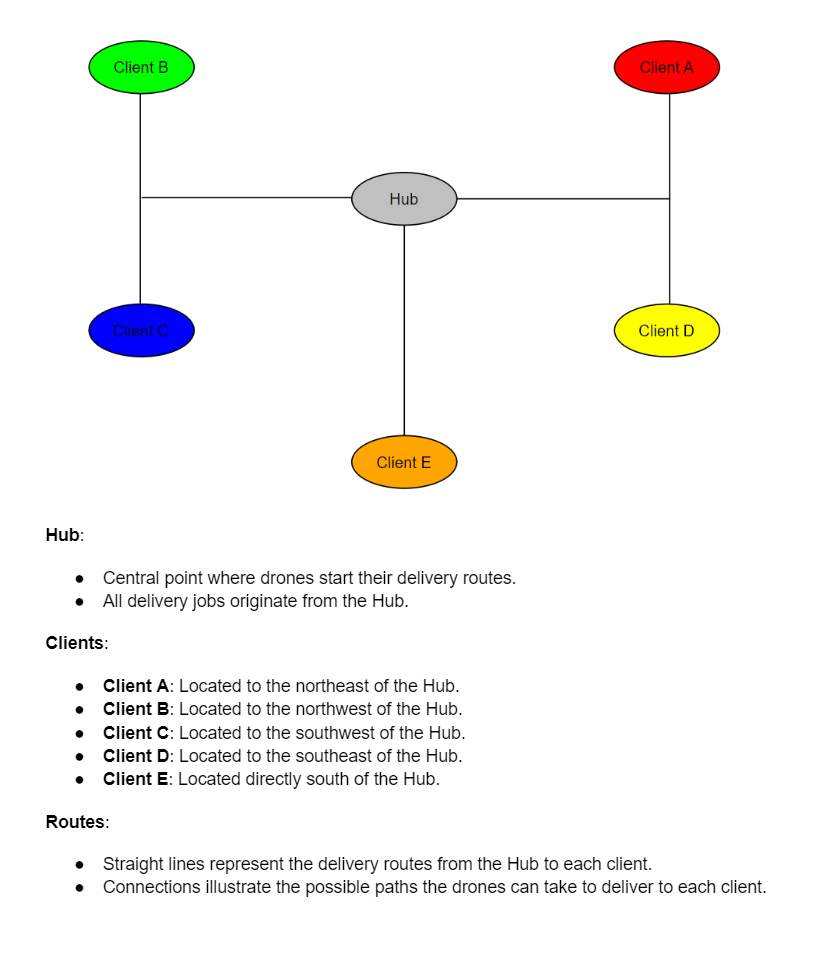 Client B
Client A
Hub
Client C
Client D
Client E
Hub:
● Central point where drones start their delivery routes.
● All delivery jobs originate from the Hub.
Clients:
● Client A: Located to the northeast of the Hub.
● Client B: Located to the northwest of the Hub.
● Client C: Located to the southwest of the Hub.
● Client D: Located to the southeast of the Hub.
● Client E: Located directly south of the Hub.
Routes:
● Straight lines represent the delivery routes from the Hub to each client.
● Connections illustrate the possible paths the drones can take to deliver to each client.